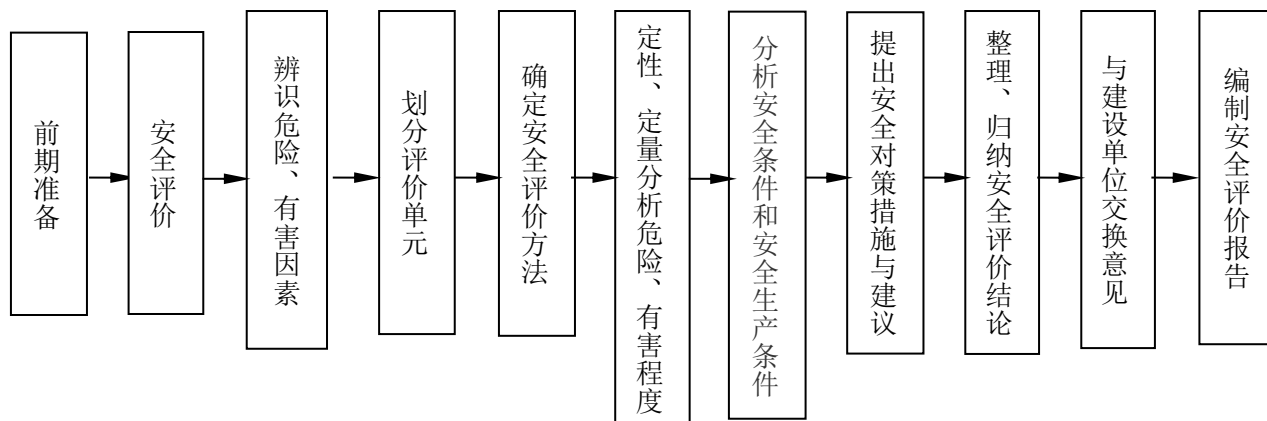 前期准备
安全评价
辨识危险、有害因素
划分评价单元
确定安全评价方法
定性、定量分析危险、有害程度
分析安全条件和安全生产条件
提出安全对策措施与建议
整理、归纳安全评价结论
与建设单位交换意见
编制安全评价报告